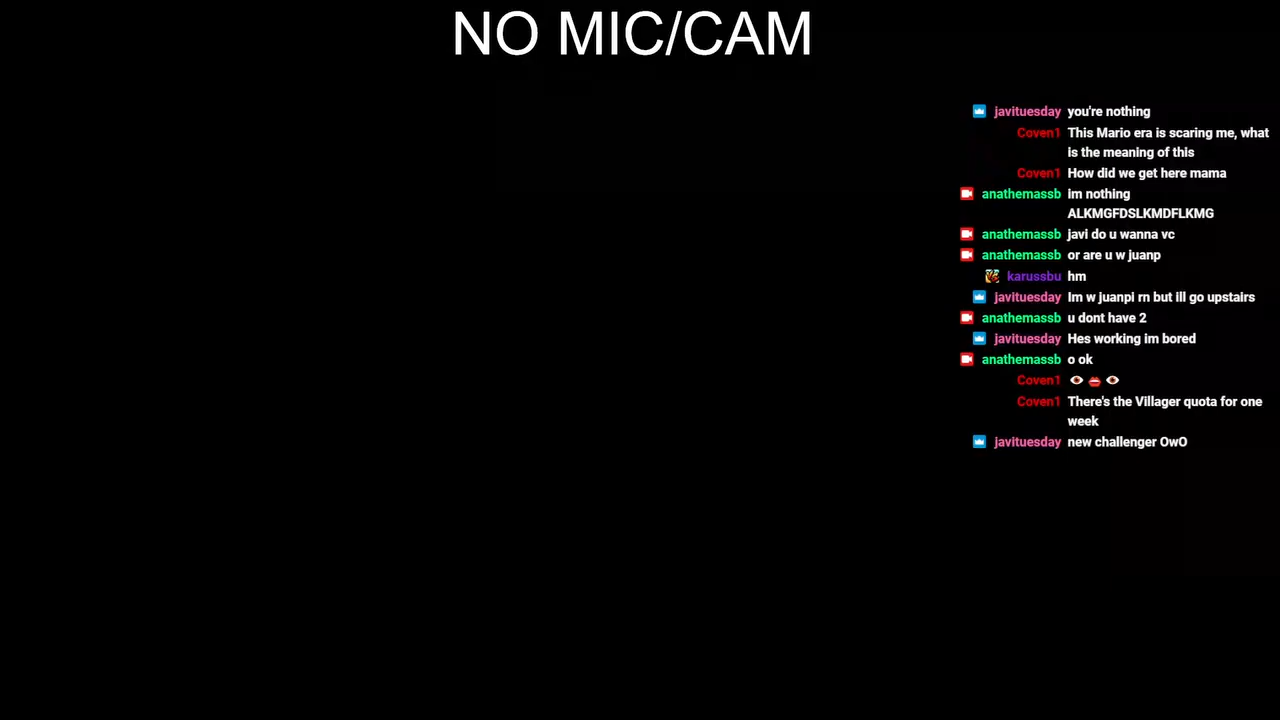 NO MIC/CAM
javituesday you're nothing
Coven1 This Mario era is scaring me, what
is the meaning of this
Coven1 How did we get here mama
anathemassb im nothing
ALKMGFDSLKMDFLKMG
anathemassb javi do u wanna vc
anathemassb or are u w juanp
karussbu hm
javituesday Im w juanpi rn but ill go upstairs
anathemassb u dont have 2
javituesday Hes working im bored
anathemassb o ok
Coven1 👁️ 👄 👁️
Coven1 There's the Villager quota for one
week
javituesday new challenger OwO